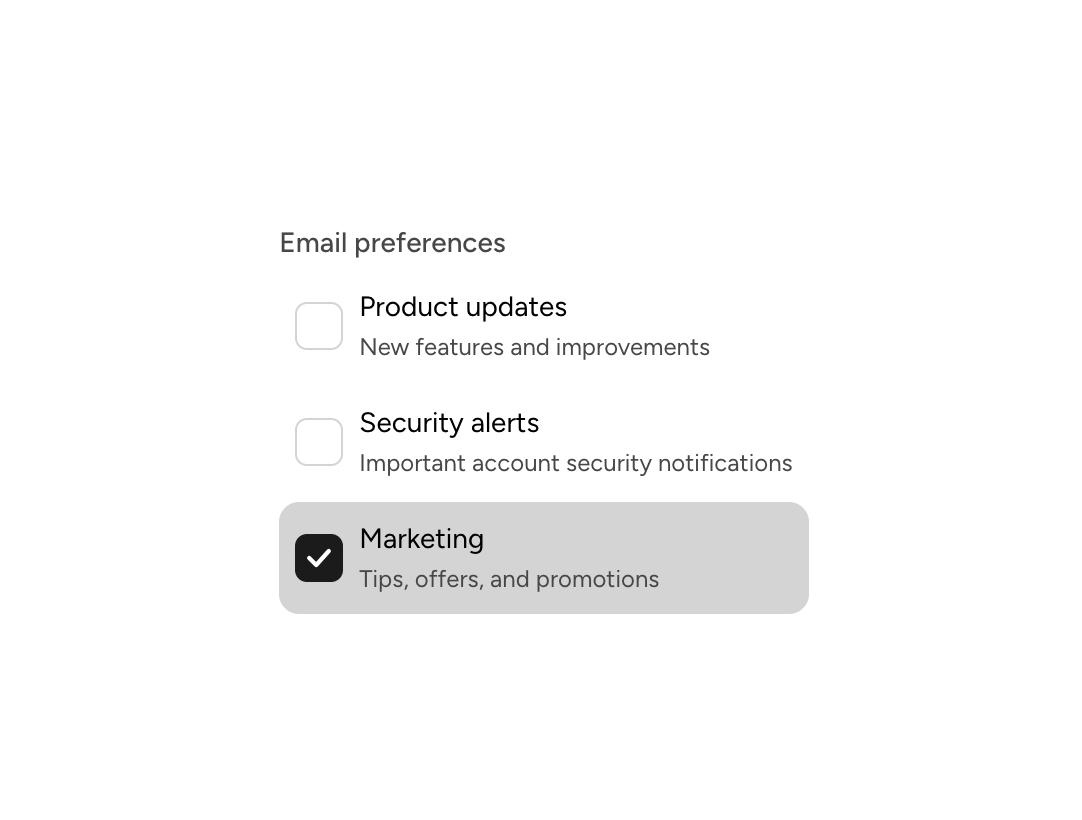 Email preferences
Product updates
New features and improvements
Security alerts
Important account security notifications
Marketing
Tips, offers, and promotions